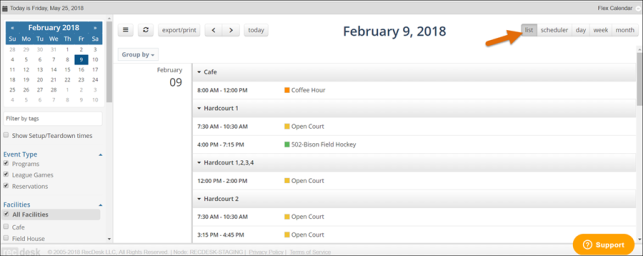 Today is Friday, May 25, 2018
Flex Calendar
« February 2018 »
Su Mo Tu We Th Fr Sa
28 29 30 31 1 2 3
4 5 6 7 8 9 10
11 12 13 14 15 16 17
18 19 20 21 22 23 24
25 26 27 28 1 2 3
4 5 6 7 8 9 10
Filter by tags
Show Setup/Teardown times
Event Type
Programs
League Games
Reservations
Facilities
All Facilities
Cafe
Field House
export/print
today
February 9, 2018
list scheduler day week month
Group by
February
09
Cafe
8:00 AM - 12:00 PM Coffee Hour
Hardcourt 1
7:30 AM - 10:30 AM Open Court
4:00 PM - 7:15 PM 502-Bison Field Hockey
Hardcourt 1,2,3,4
12:00 PM - 2:00 PM Open Court
Hardcourt 2
7:30 AM - 10:30 AM Open Court
3:15 PM - 4:45 PM Open Court
Support
recdesk © 2005-2018 RecDesk LLC. All Rights Reserved. | Node: RECDESK-STAGING | Privacy Policy | Terms of Service